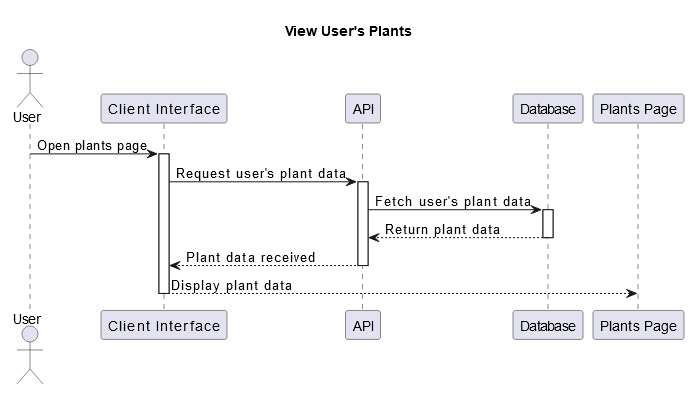 View User's Plants
User
Client Interface
API
Database
Plants Page
Open plants page
Request user's plant data
Fetch user's plant data
Return plant data
Plant data received
Display plant data
User
Client Interface
API
Database
Plants Page